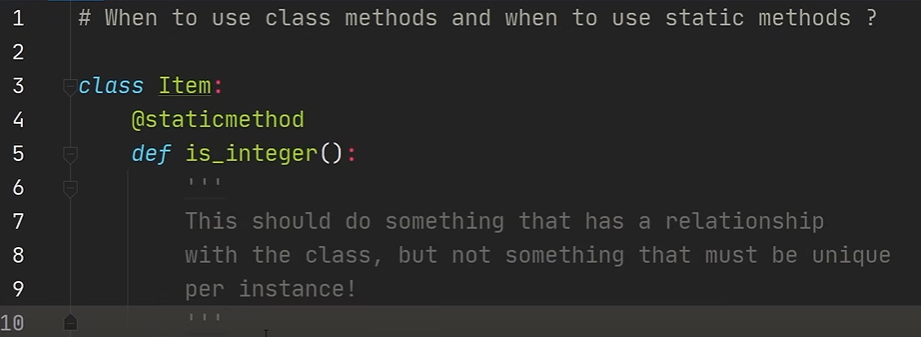 1 # When to use class methods and when to use static methods ?
2
3 class Item:
4     @staticmethod
5     def is_integer():
6         '''
7         This should do something that has a relationship
8         with the class, but not something that must be unique
9         per instance!
10         '''